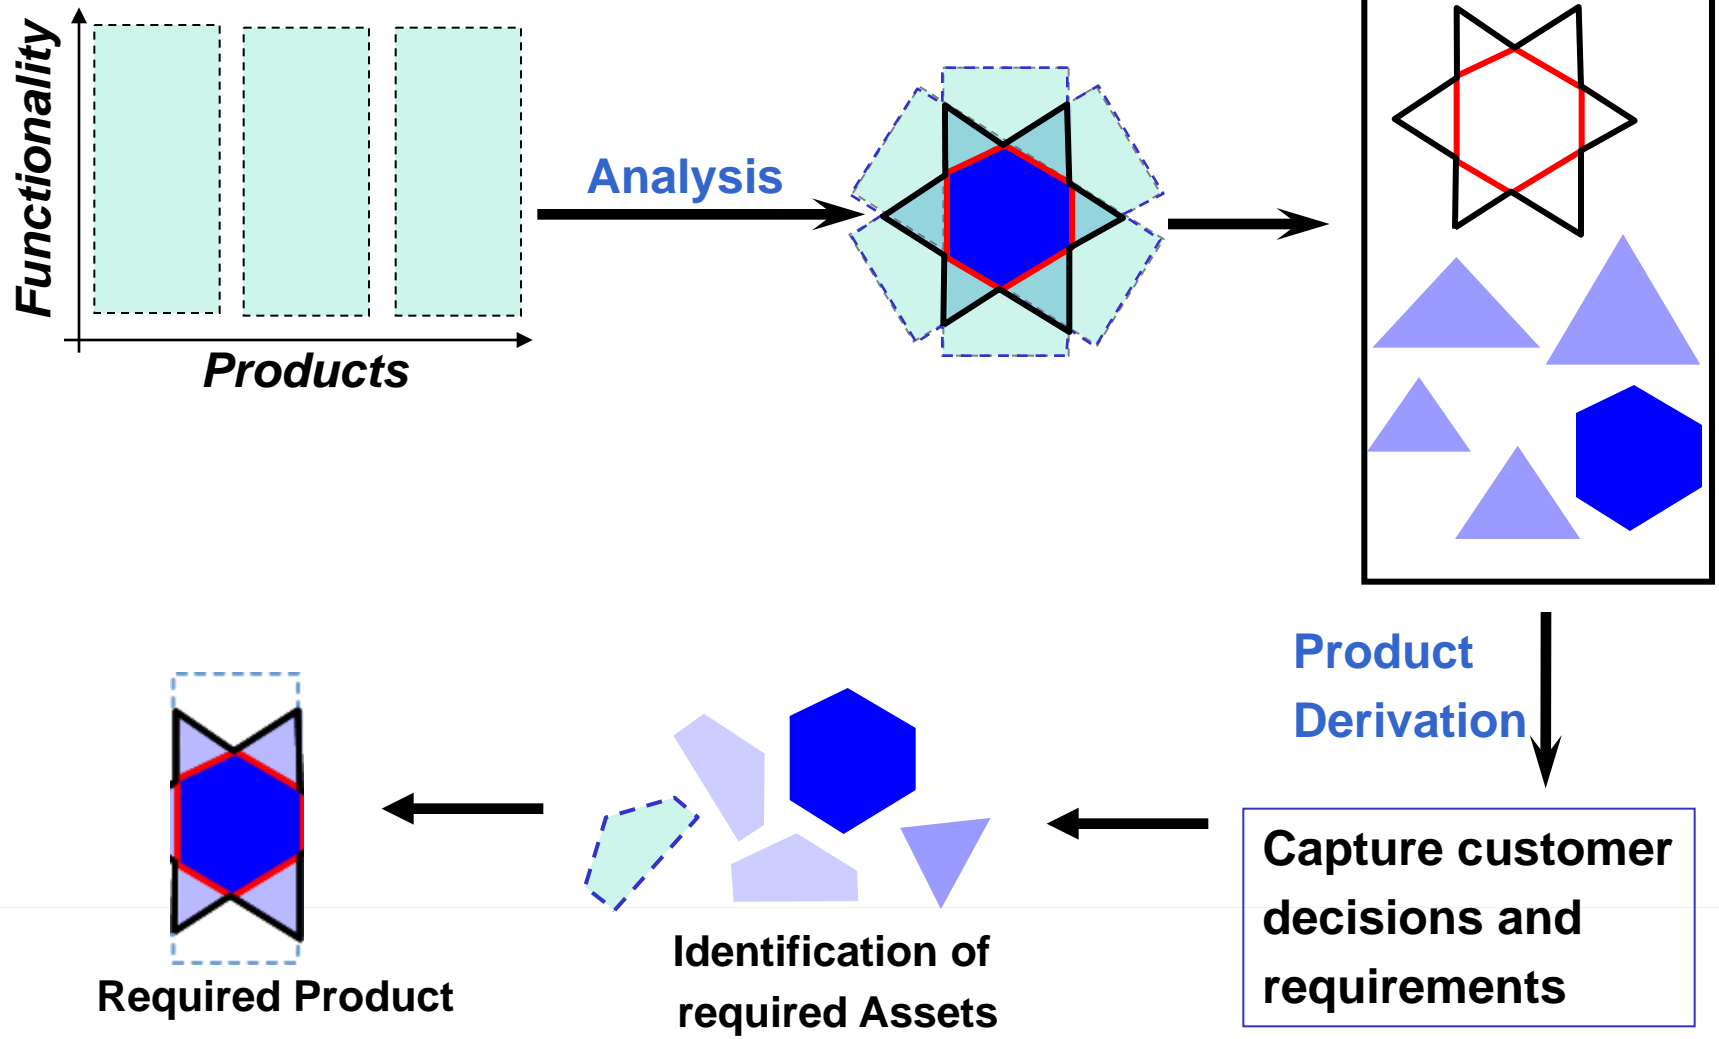 Functionality
Products
Analysis
Product
Derivation
Capture customer
decisions and
requirements
Identification of
required Assets
Required Product